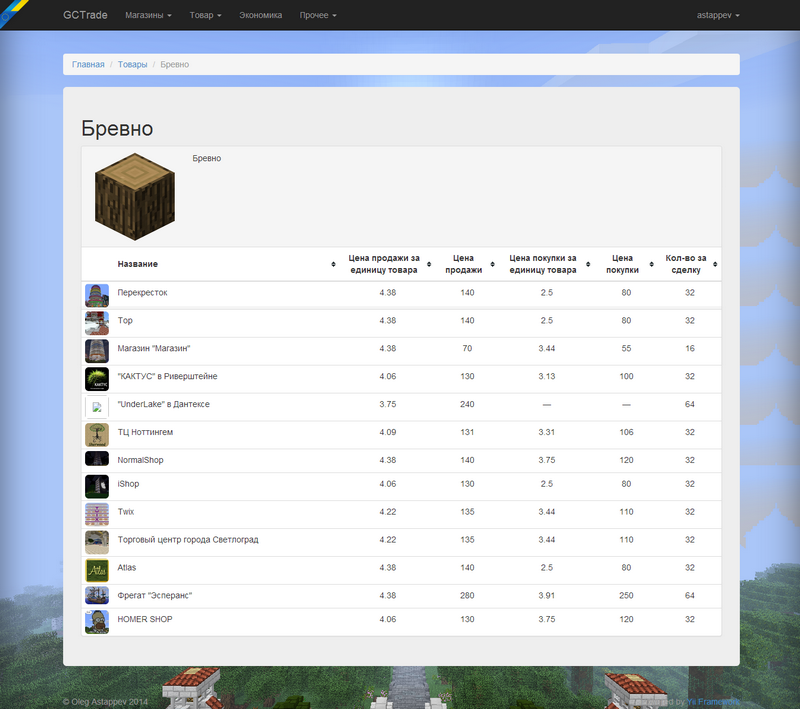 GCTrade Магазины Товар Экономика Прочее astappev
Главная / Товары / Бревно
Бревно
Бревно
Название Цена продажи за единицу товара Цена продажи Цена покупки за единицу товара Цена покупки Кол-во за сделку
Перекресток 4.38 140 2.5 80 32
Top 4.38 140 2.5 80 32
Магазин "Магазин" 4.38 70 3.44 55 16
"КАКТУС" в Риверштейне 4.06 130 3.13 100 32
"UnderLake" в Дантексе 3.75 240 — — 64
ТЦ Ноттингем 4.09 131 3.31 106 32
NormalShop 4.38 140 3.75 120 32
iShop 4.06 130 2.5 80 32
Twix 4.22 135 3.44 110 32
Торговый центр города Светлоград 4.22 135 3.44 110 32
Atlas 4.38 140 2.5 80 32
Фрегат "Эсперанс" 4.38 280 3.91 250 64
HOMER SHOP 4.06 130 3.75 120 32
© Oleg Astappev 2014 by Yii Framework